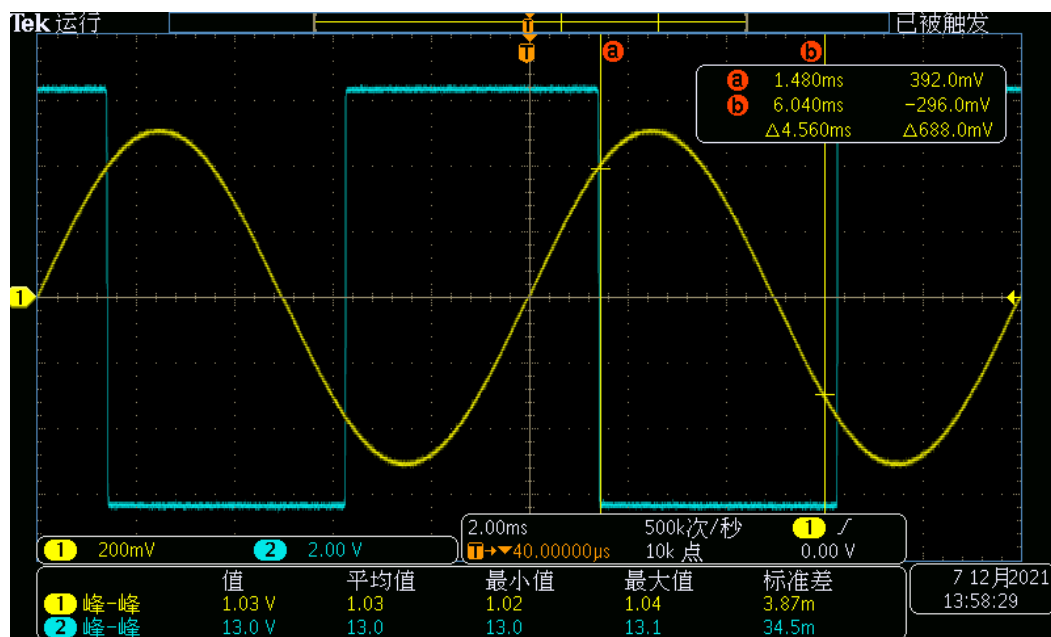 Tek 运行 已被触发
T
T a b
a 1.480ms 392.0mV
b 6.040ms -296.0mV
△4.560ms △688.0mV
1
1 200mV 2 2.00 V
2.00ms 500k次/秒 1
T→▼40.00000µs 10k 点 0.00 V
值 平均值 最小值 最大值 标准差
1 峰-峰 1.03 V 1.03 1.02 1.04 3.87m
2 峰-峰 13.0 V 13.0 13.0 13.1 34.5m
7 12月2021
13:58:29